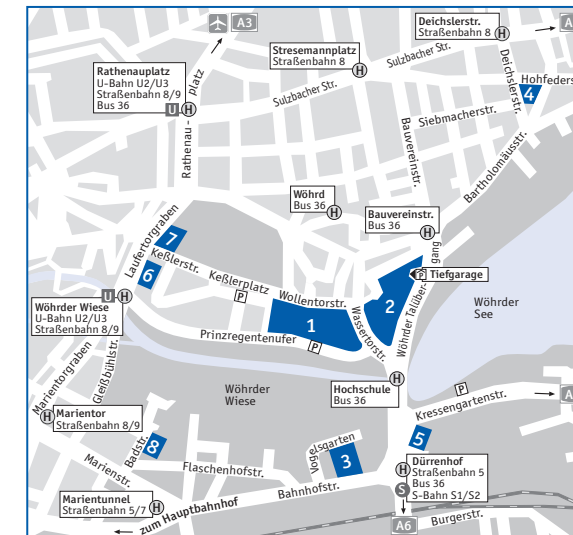 A3
Deichslerstr.
Straßenbahn 8
A
Stresemannplatz
Straßenbahn 8
H
H
Sulzbacher Str.
Rathenauplatz
U-Bahn U2/U3
Straßenbahn 8/9
Bus 36
U H
Rathenau-platz
Sulzbacher Str.
Deichslerstr.
Hohfeders
4
Siebmacherstr.
Bauvereinstr.
Bartholomäusstr.
Wöhrd
Bus 36
H
Bauvereinstr.
Bus 36
H
Laufertorgraben
7
6
Keßlerstr.
Keßlerplatz
P
Wollentorstr.
P Tiefgarage
Wöhrder Talübergang
2
1
Wassertorstr.
Wöhrder
See
U H
Wöhrder Wiese
U-Bahn U2/U3
Straßenbahn 8/9
Prinzregentenufer
P
Marientorgraben
Gleißbühlstr.
Wöhrder
Wiese
Hochschule
Bus 36
H
P
A
Kressengartenstr.
H
Marientor
Straßenbahn 8/9
Badstr.
8
5
Vogelsgarten
3
Marienstr.
Flaschenhofstr.
Dürrenhof
Straßenbahn 5
Bus 36
S-Bahn S1/S2
H
S
Marientunnel
Straßenbahn 5/7
H
Bahnhofstr.
zum Hauptbahnhof
A6
Burgerstr.